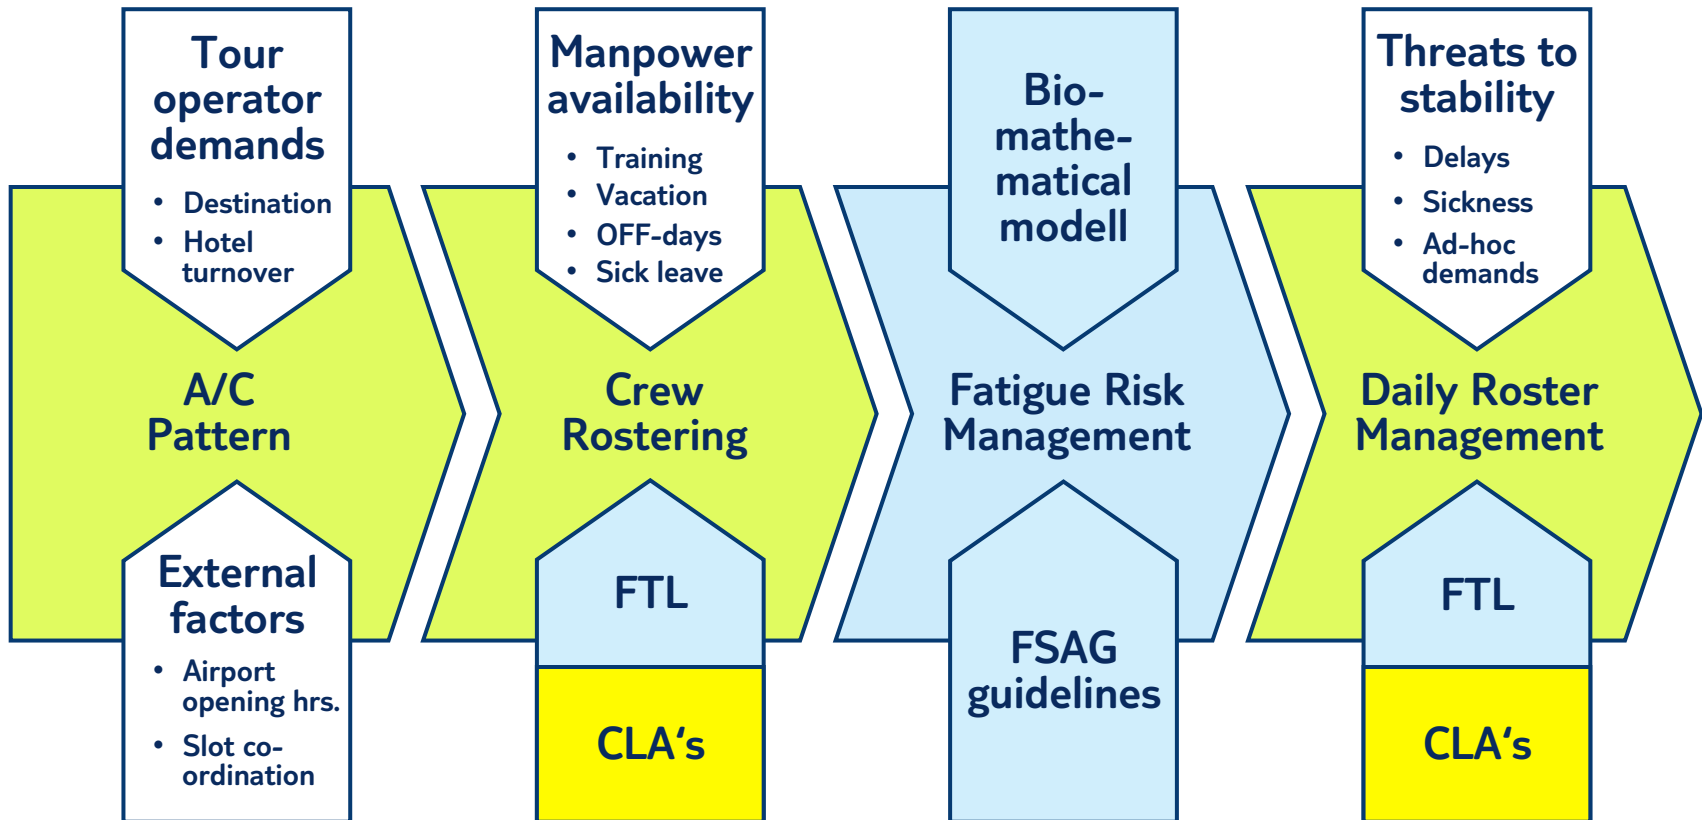 Tour
operator
demands
• Destination
• Hotel
turnover
A/C
Pattern
External
factors
• Airport
opening hrs.
• Slot co-
ordination
Manpower
availability
• Training
• Vacation
• OFF-days
• Sick leave
Crew
Rostering
FTL
CLA‘s
Bio-
mathe-
matical
modell
Fatigue Risk
Management
FSAG
guidelines
Threats to
stability
• Delays
• Sickness
• Ad-hoc
demands
Daily Roster
Management
FTL
CLA‘s